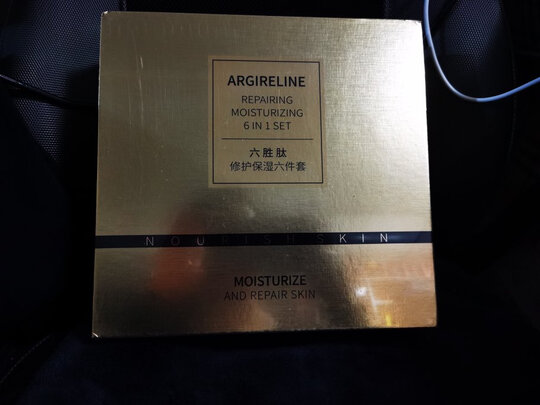 ARGIRELINE
REPAIRING
MOISTURIZING
6 IN 1 SET
六胜肽
修护保湿六件套
NOURISH SKIN
MOISTURIZE
AND REPAIR SKIN